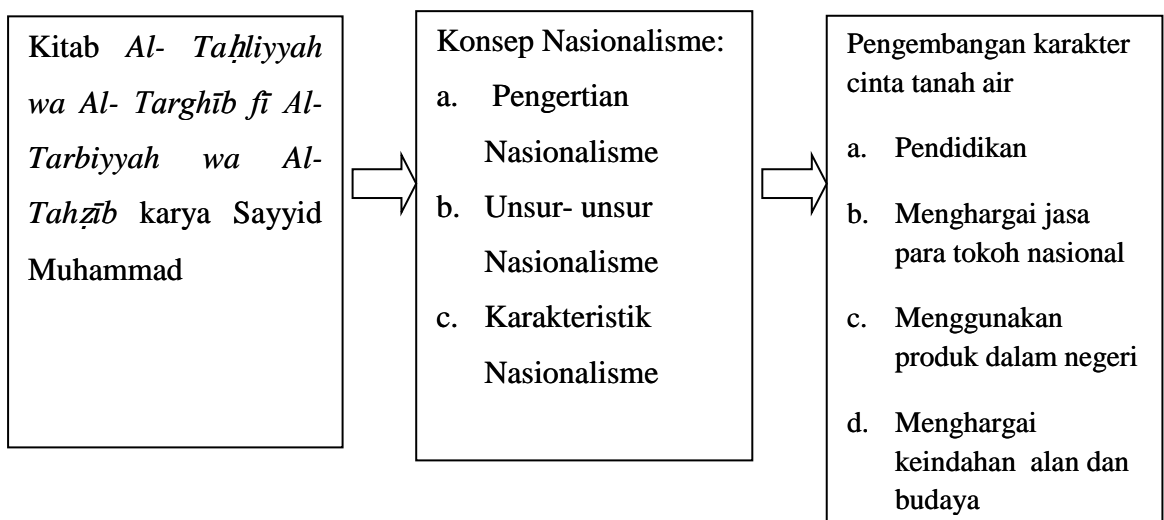 Kitab Al- Taḥliyyah
wa Al- Targhīb fī Al-
Tarbiyyah wa Al-
Tahẓīb karya Sayyid
Muhammad
Konsep Nasionalisme:
a. Pengertian
Nasionalisme
b. Unsur- unsur
Nasionalisme
c. Karakteristik
Nasionalisme
Pengembangan karakter
cinta tanah air
a. Pendidikan
b. Menghargai jasa
para tokoh nasional
c. Menggunakan
produk dalam negeri
d. Menghargai
keindahan alan dan
budaya